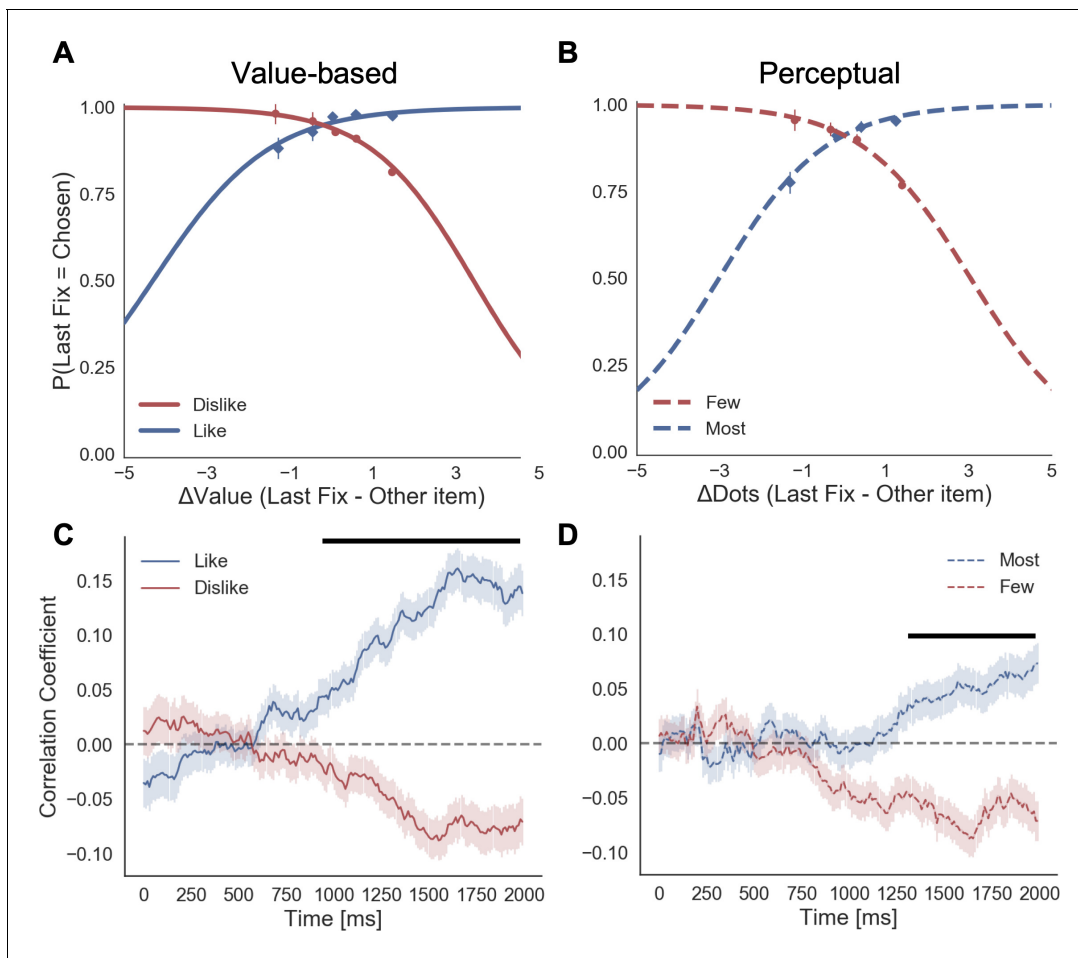 A
Value-based
1.00
0.75
0.50
0.25
0.00
P(Last Fix = Chosen)
Dislike
Like
−5
−3
−1
1
3
5
ΔValue (Last Fix - Other item)
B
Perceptual
1.00
0.75
0.50
0.25
0.00
Few
Most
−5
−3
−1
1
3
5
ΔDots (Last Fix - Other item)
C
Like
Dislike
0.15
0.10
0.05
0.00
−0.05
−0.10
Correlation Coefficient
0
250
500
750
1000
1250
1500
1750
2000
Time [ms]
D
Most
Few
0.15
0.10
0.05
0.00
−0.05
−0.10
0
250
500
750
1000
1250
1500
1750
2000
Time [ms]